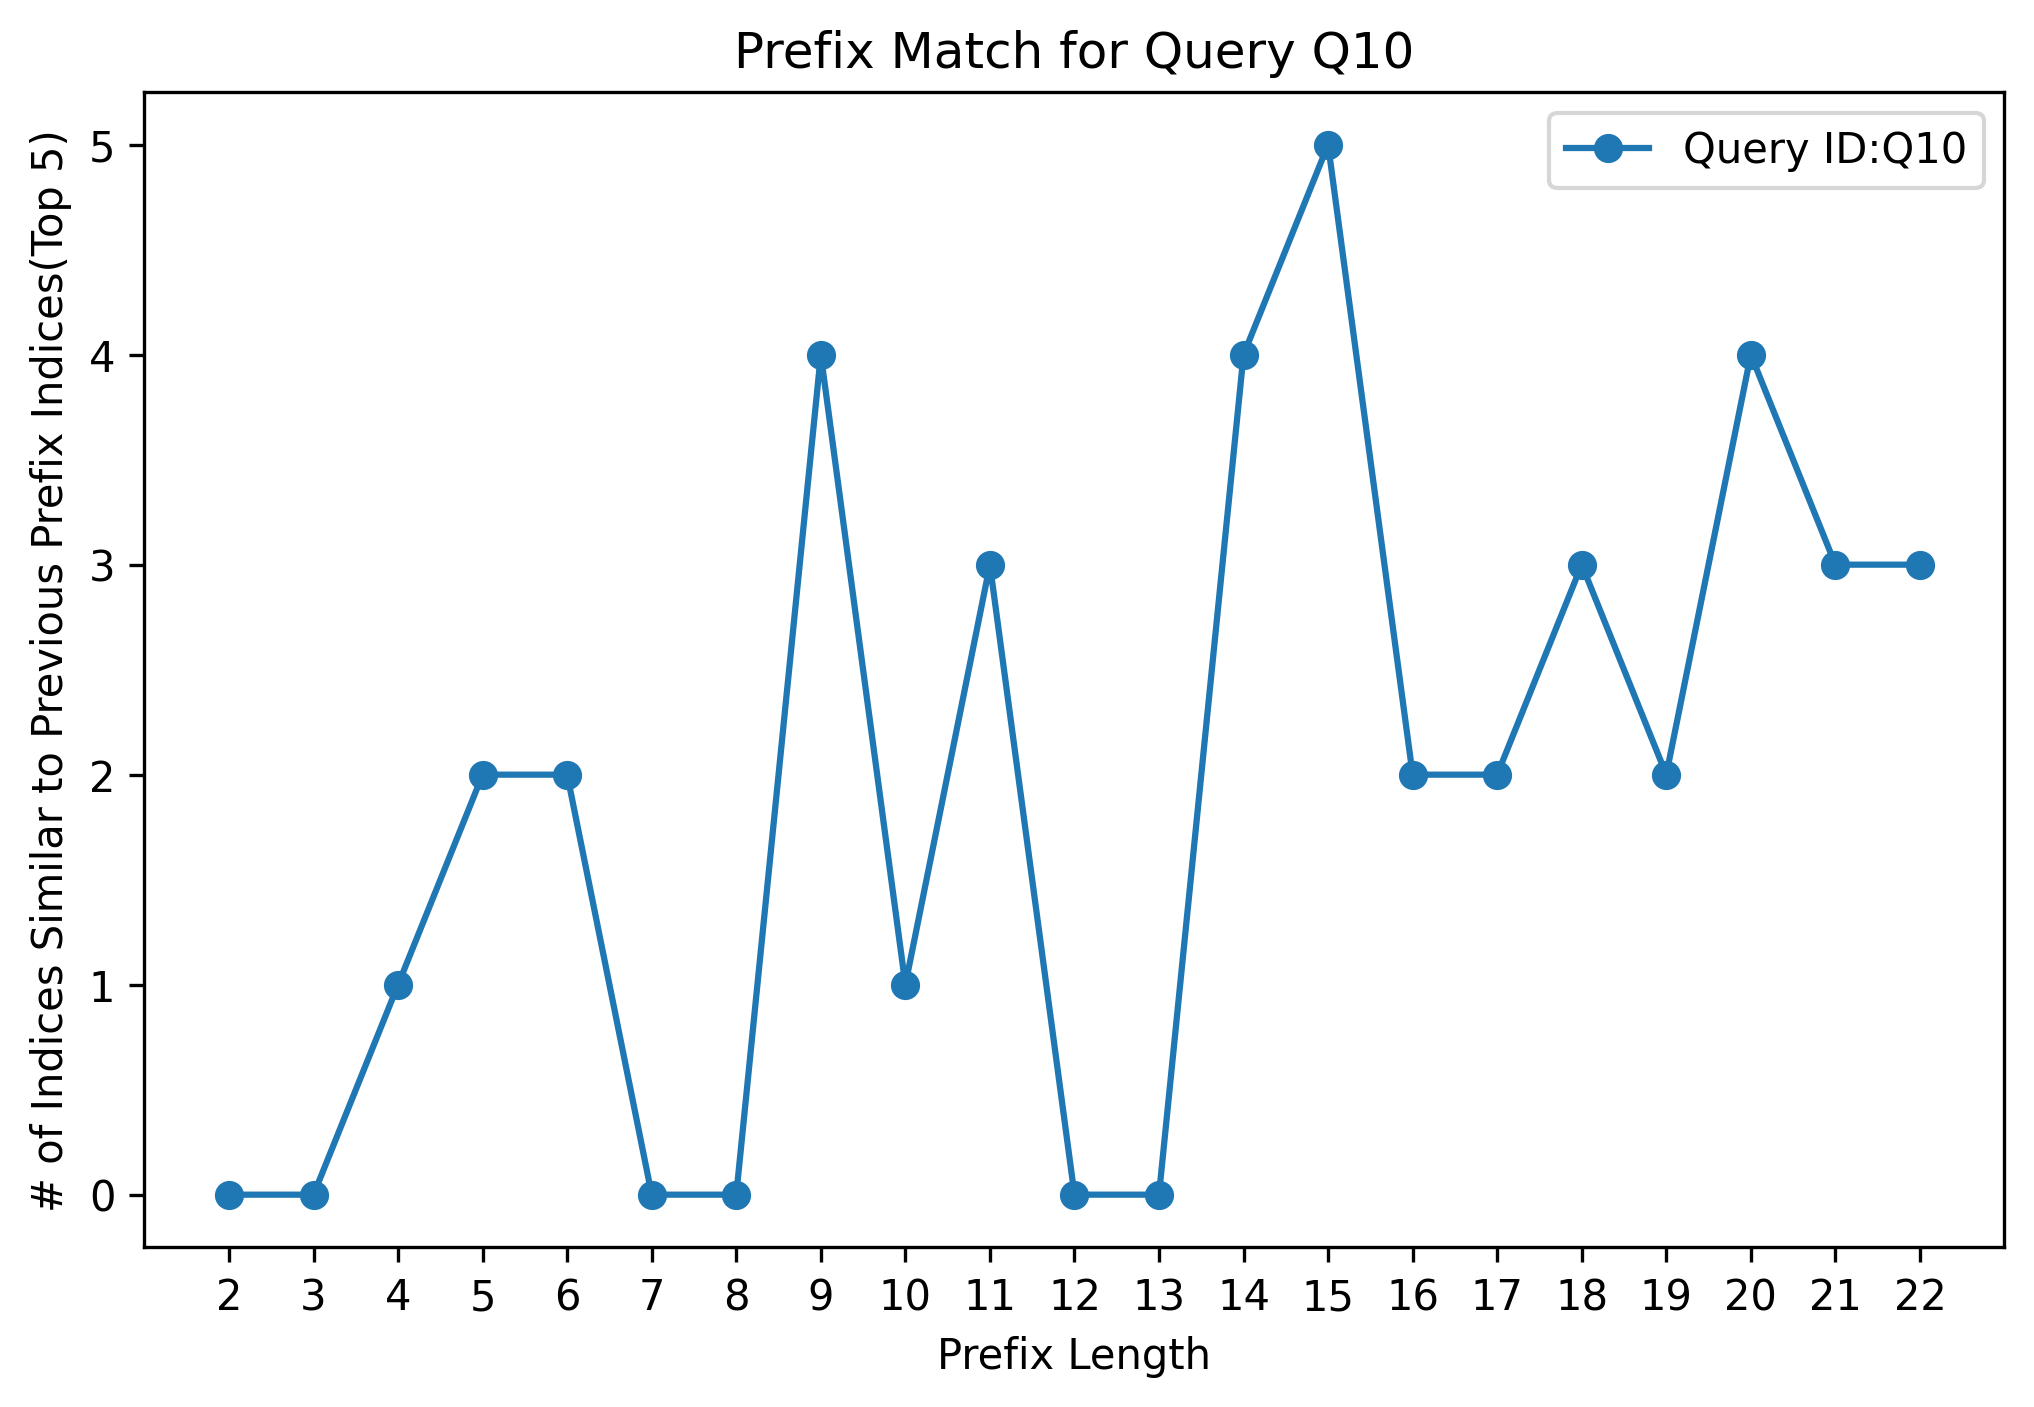 Prefix Match for Query Q10
Query ID:Q10
# of Indices Similar to Previous Prefix Indices(Top 5)
5
4
3
2
1
0
2 3 4 5 6 7 8 9 10 11 12 13 14 15 16 17 18 19 20 21 22
Prefix Length